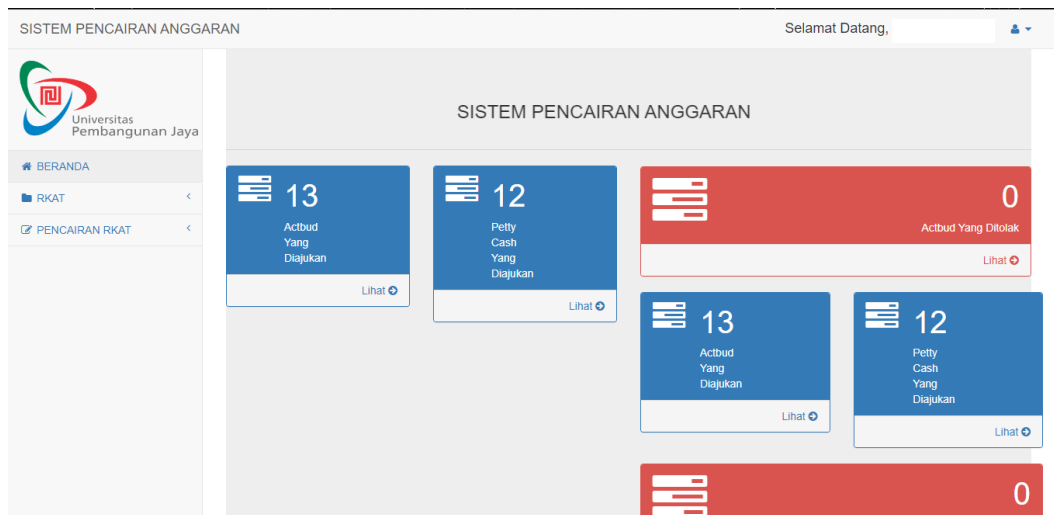 SISTEM PENCAIRAN ANGGARAN
Selamat Datang,
Universitas
Pembangunan Jaya
BERANDA
RKAT
PENCAIRAN RKAT
SISTEM PENCAIRAN ANGGARAN
13
Actbud
Yang
Diajukan
Lihat
12
Petty
Cash
Yang
Diajukan
Lihat
0
Actbud Yang Ditolak
Lihat
13
Actbud
Yang
Diajukan
Lihat
12
Petty
Cash
Yang
Diajukan
Lihat
0